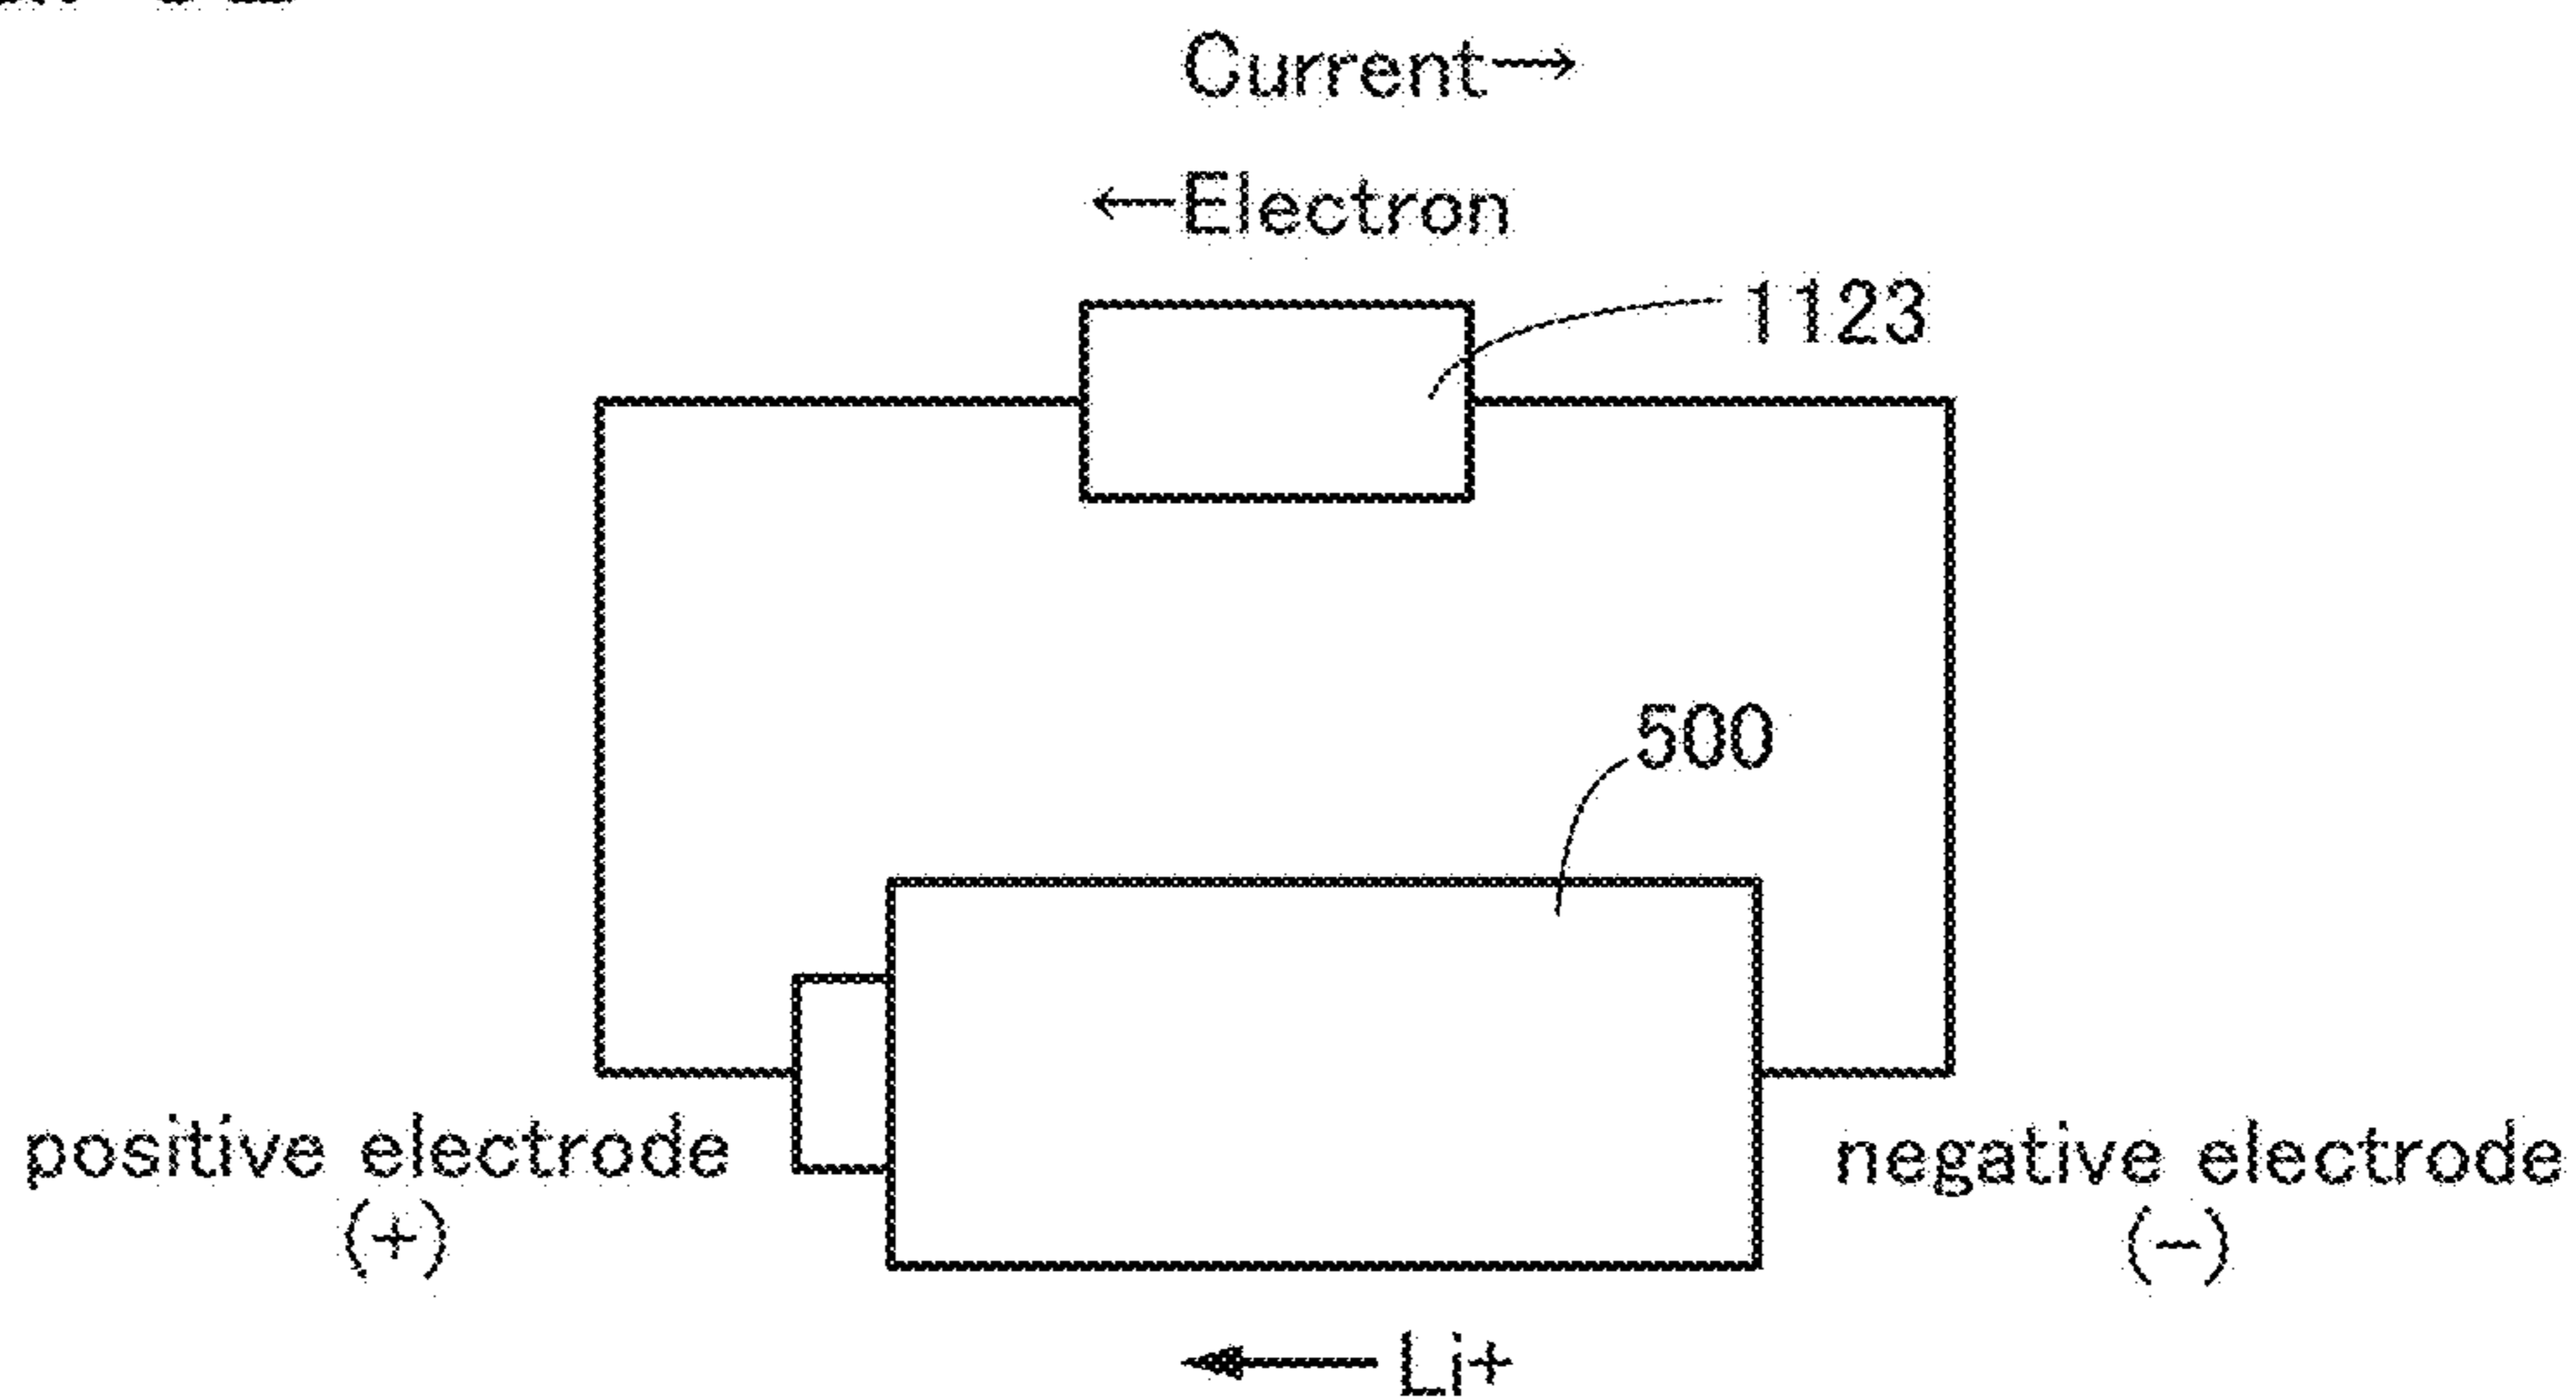 Current→
←Electron
1123
500
positive electrode
(+)
negative electrode
(−)
← Li+